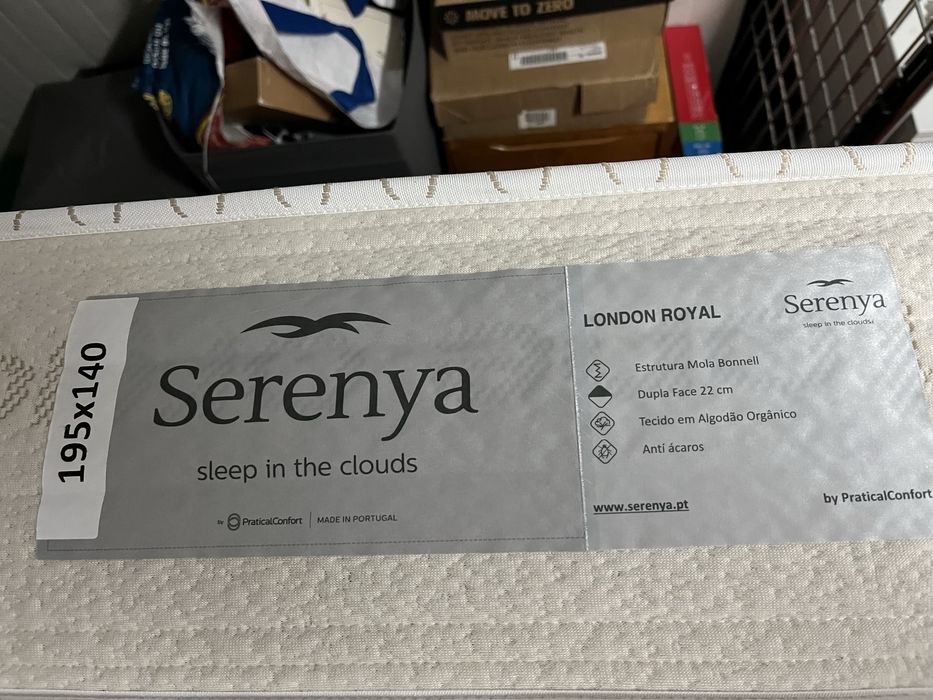 MOVE TO ZERO
195x140
Serenya
sleep in the clouds
by PraticalConfort | MADE IN PORTUGAL
LONDON ROYAL
Serenya
sleep in the clouds
Estrutura Mola Bonnell
Dupla Face 22 cm
Tecido em Algodão Orgânico
Anti ácaros
www.serenya.pt
by PraticalConfort